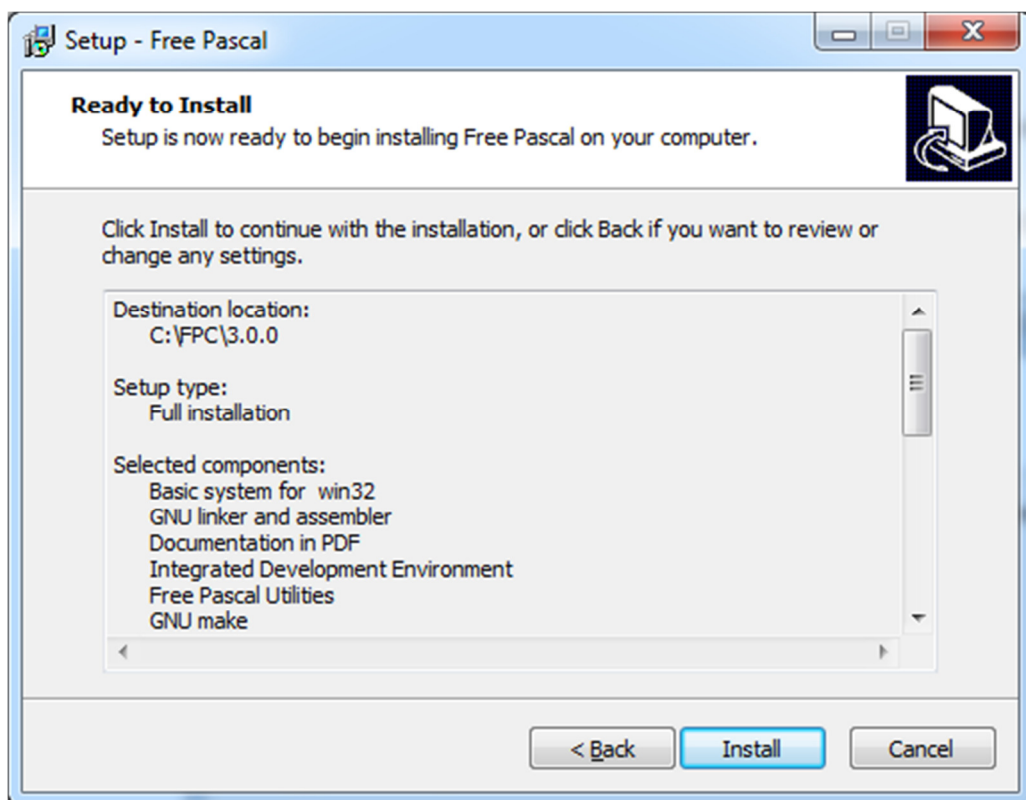 Setup - Free Pascal
Ready to Install
Setup is now ready to begin installing Free Pascal on your computer.
Click Install to continue with the installation, or click Back if you want to review or
change any settings.
Destination location:
C:\FPC\3.0.0
Setup type:
Full installation
Selected components:
Basic system for  win32
GNU linker and assembler
Documentation in PDF
Integrated Development Environment
Free Pascal Utilities
GNU make
< Back
Install
Cancel